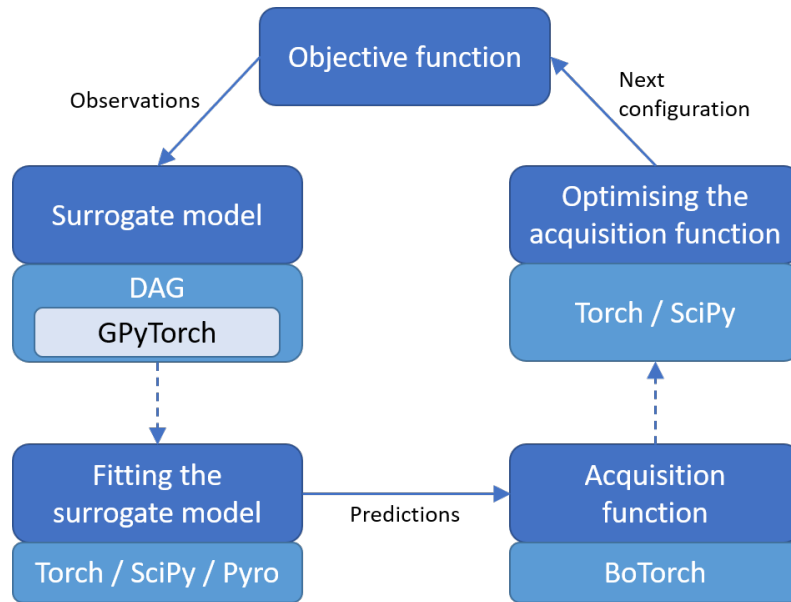 Objective function
Observations
Next
configuration
Surrogate model
DAG
GPyTorch
Optimising the
acquisition function
Torch / SciPy
Fitting the
surrogate model
Torch / SciPy / Pyro
Predictions
Acquisition
function
BoTorch